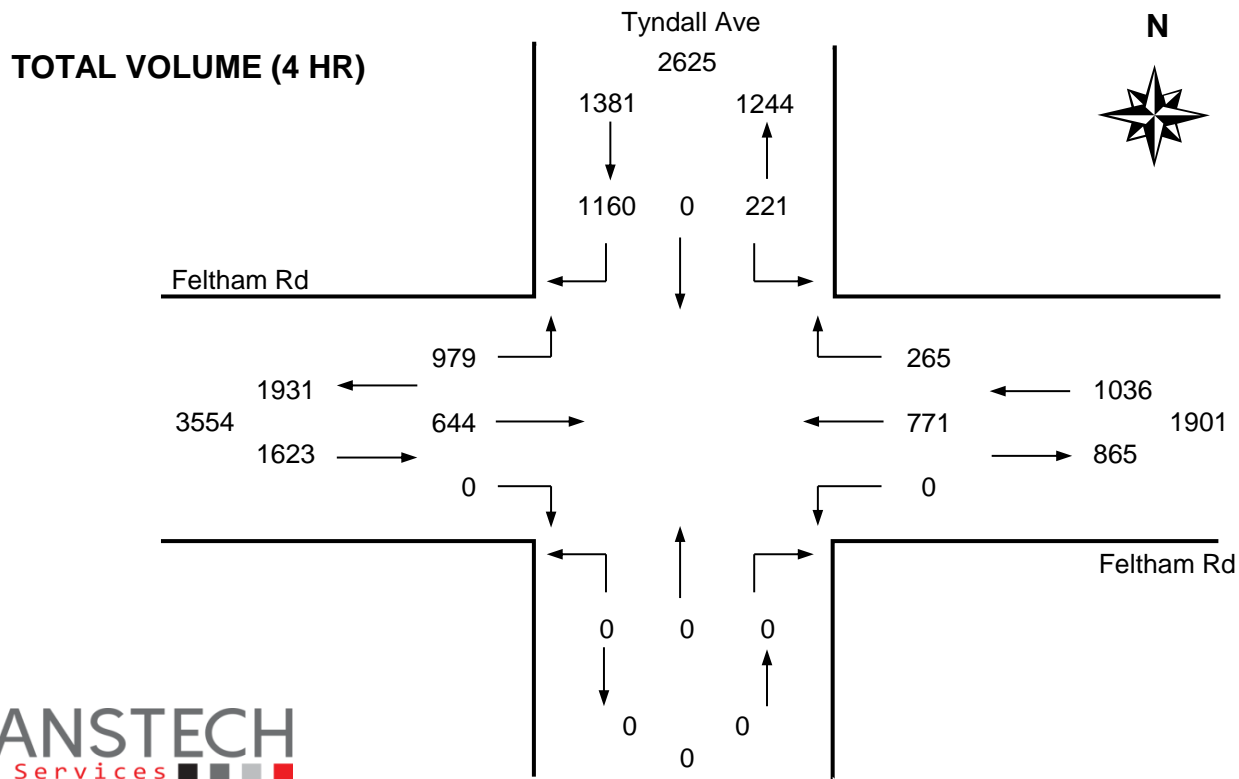 Tyndall Ave
N
TOTAL VOLUME (4 HR)
2625
1381 1244
1160 0 221
Feltham Rd
979 265
1931 1036
3554 644 771 1901
1623 865
0 0
Feltham Rd
0 0 0
0 0
0
ANSTECH
Services